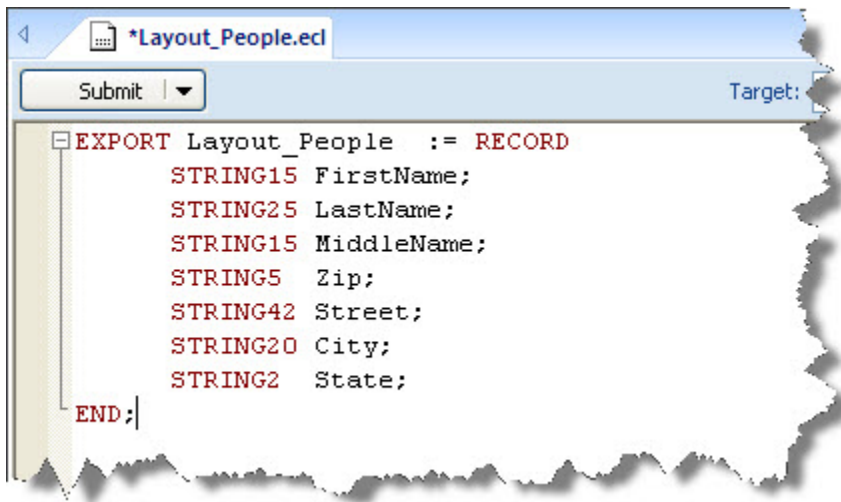 *Layout_People.ecl
Submit Target:
EXPORT Layout_People := RECORD
STRING15 FirstName;
STRING25 LastName;
STRING15 MiddleName;
STRING5 Zip;
STRING42 Street;
STRING20 City;
STRING2 State;
END;